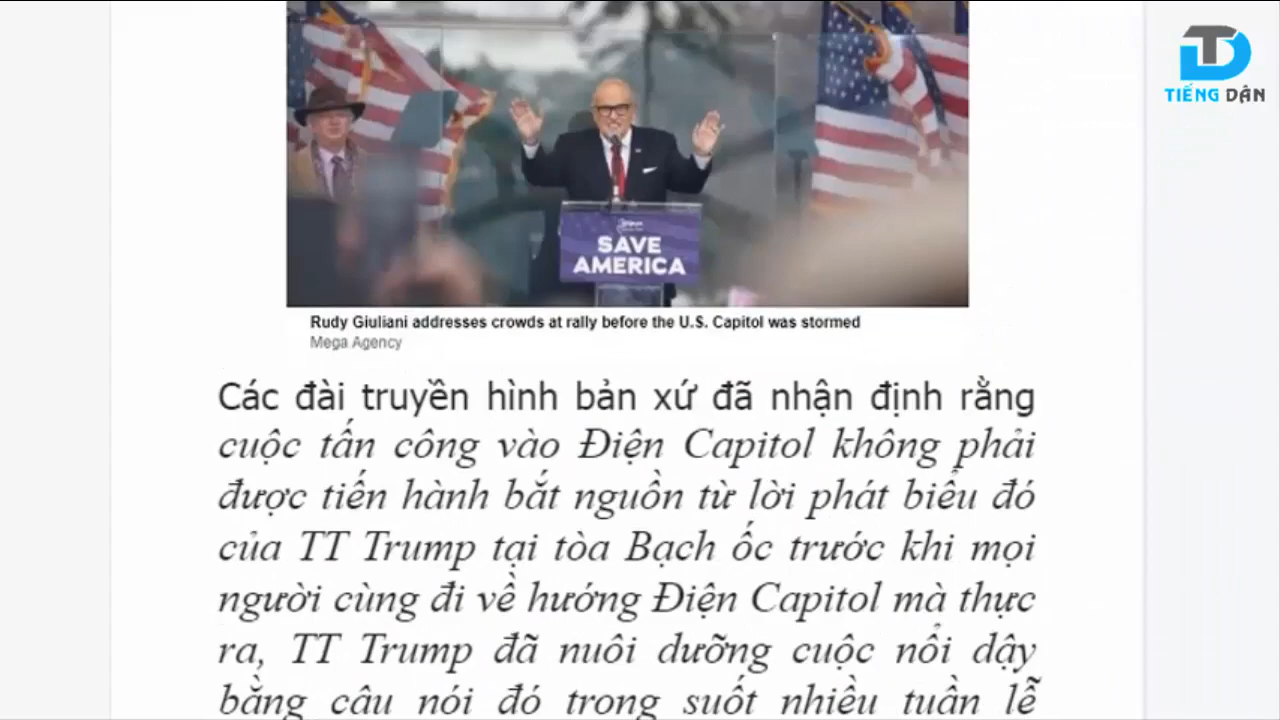 TIẾNG DÂN
SAVE
AMERICA
Rudy Giuliani addresses crowds at rally before the U.S. Capitol was stormed
Mega Agency
Các đài truyền hình bản xứ đã nhận định rằng
cuộc tấn công vào Điện Capitol không phải
được tiến hành bắt nguồn từ lời phát biểu đó
của TT Trump tại tòa Bạch ốc trước khi mọi
người cùng đi về hướng Điện Capitol mà thực
ra, TT Trump đã nuôi dưỡng cuộc nổi dậy
bằng câu nói đó trong suốt nhiều tuần lễ